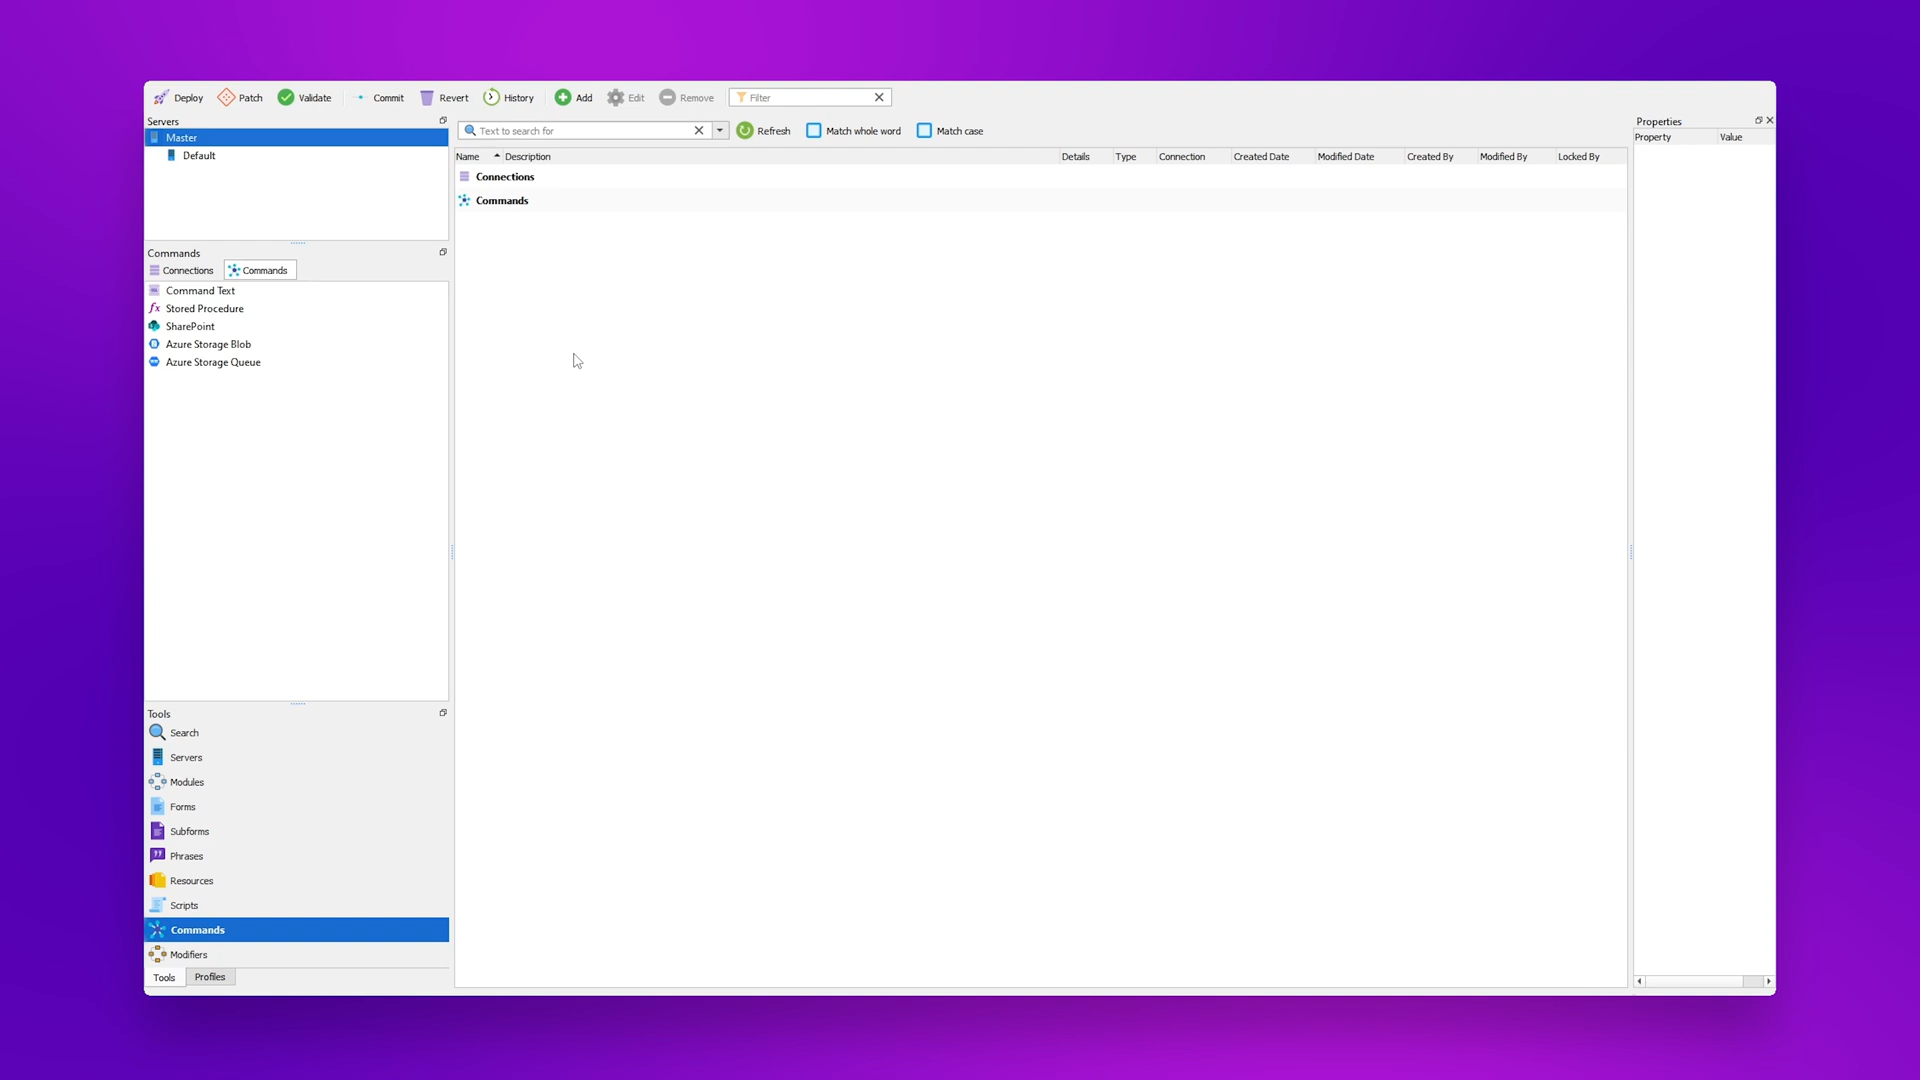 Deploy Patch Validate Commit Revert History Add Edit Remove Filter
Servers
Master
Default
Commands
Connections Commands
Command Text
Stored Procedure
SharePoint
Azure Storage Blob
Azure Storage Queue
Tools
Search
Servers
Modules
Forms
Subforms
Phrases
Resources
Scripts
Commands
Modifiers
Tools Profiles
Text to search for Refresh Match whole word Match case
Name Description Details Type Connection Created Date Modified Date Created By Modified By Locked By
Connections
Commands
Properties
Property Value